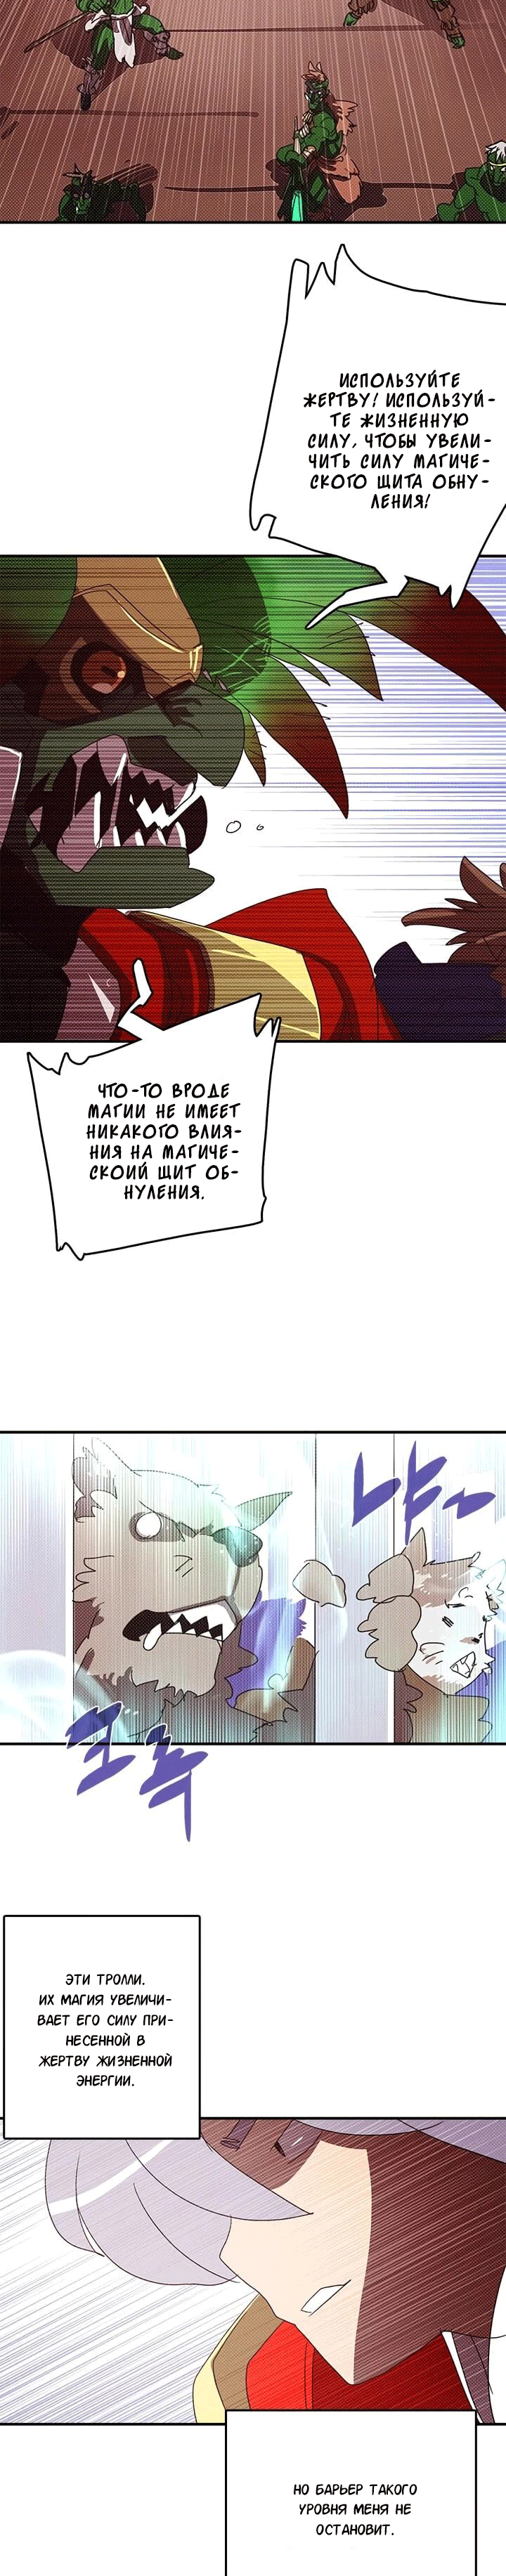 ИСПОЛЬЗУЙТЕ
ЖЕРТВУ! ИСПОЛЬЗУЙ-
ТЕ ЖИЗНЕННУЮ
СИЛУ, ЧТОБЫ УВЕЛИ-
ЧИТЬ СИЛУ МАГИЧЕ-
СКОГО ЩИТА ОБНУ-
ЛЕНИЯ!
ЧТО-ТО ВРОДЕ
МАГИИ НЕ ИМЕЕТ
НИКАКОГО ВЛИЯ-
НИЯ НА МАГИЧЕ-
СКОИЙ ЩИТ ОБ-
НУЛЕНИЯ.
ЭТИ ТРОЛЛИ.
ИХ МАГИЯ УВЕЛИЧИ-
ВАЕТ ЕГО СИЛУ ПРИ-
НЕСЕННОЙ В
ЖЕРТВУ ЖИЗНЕННОЙ
ЭНЕРГИИ.
НО БАРЬЕР ТАКОГО
УРОВНЯ МЕНЯ НЕ
ОСТАНОВИТ.